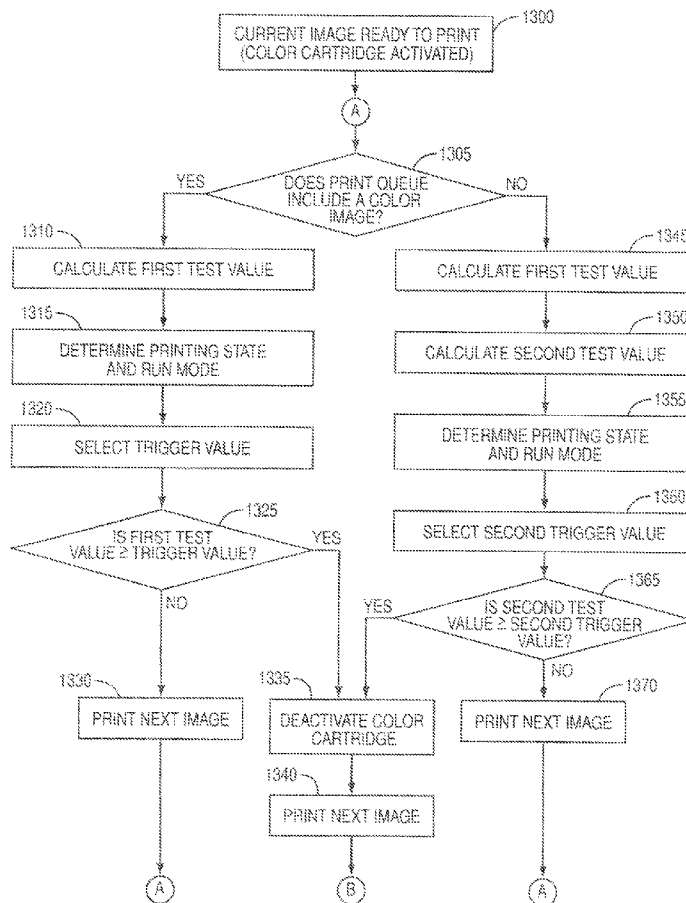 1300
CURRENT IMAGE READY TO PRINT
(COLOR CARTRIDGE ACTIVATED)
A
1305
DOES PRINT QUEUE
INCLUDE A COLOR
IMAGE?
YES
NO
1310
CALCULATE FIRST TEST VALUE
1315
DETERMINE PRINTING STATE
AND RUN MODE
1320
SELECT TRIGGER VALUE
1325
IS FIRST TEST
VALUE ≥ TRIGGER VALUE?
YES
NO
1330
PRINT NEXT IMAGE
A
1335
DEACTIVATE COLOR
CARTRIDGE
1340
PRINT NEXT IMAGE
B
1345
CALCULATE FIRST TEST VALUE
1350
CALCULATE SECOND TEST VALUE
1355
DETERMINE PRINTING STATE
AND RUN MODE
1360
SELECT SECOND TRIGGER VALUE
1365
IS SECOND TEST
VALUE ≥ SECOND TRIGGER
VALUE?
YES
NO
1370
PRINT NEXT IMAGE
A